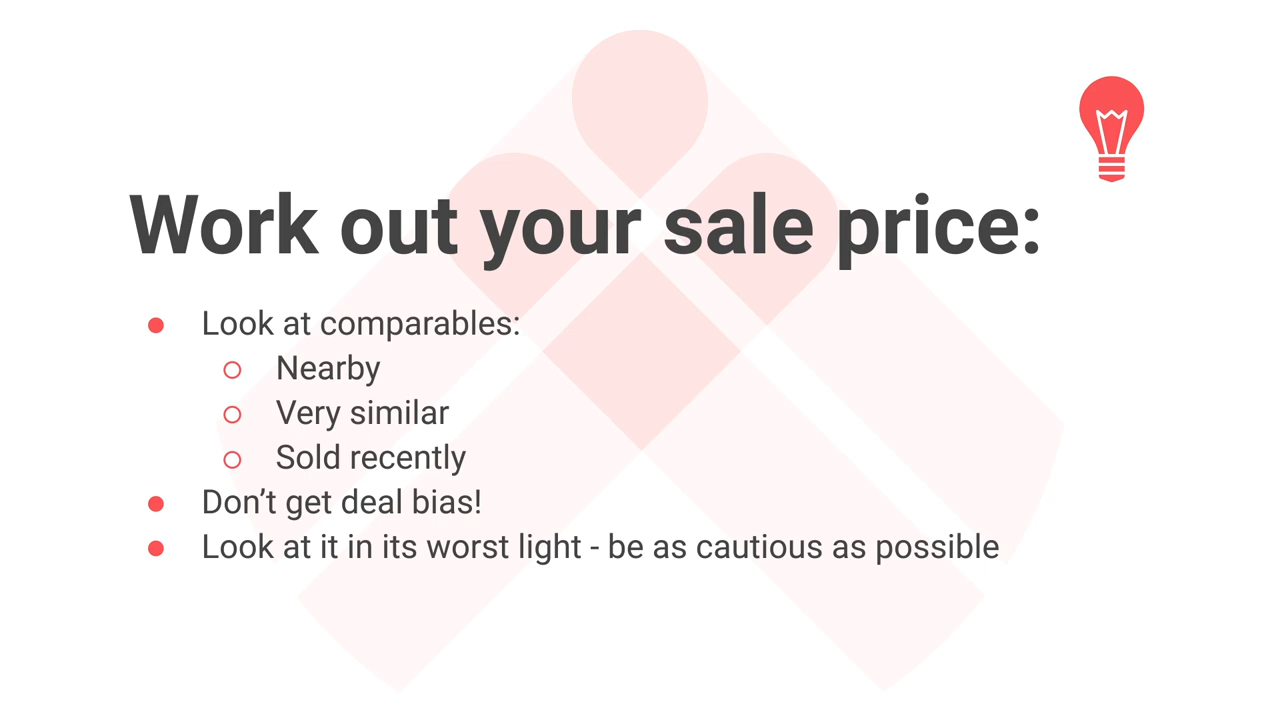 Work out your sale price:
● Look at comparables:
○ Nearby
○ Very similar
○ Sold recently
● Don’t get deal bias!
● Look at it in its worst light - be as cautious as possible